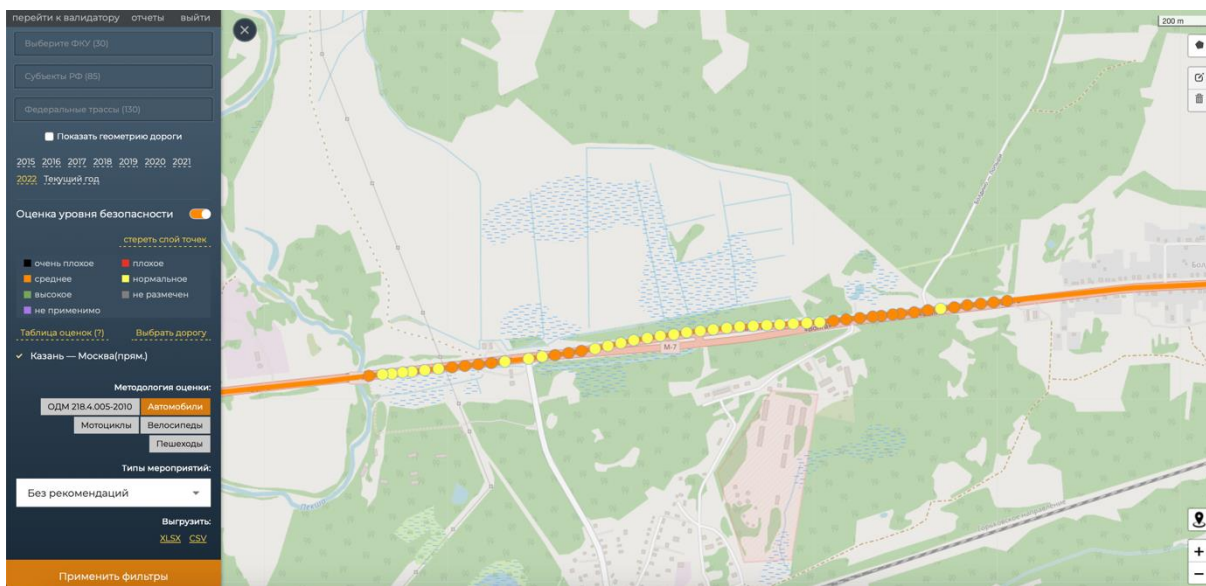 перейти к валидатору отчеты выйти
Выберите ФКУ (30)
Субъекты РФ (85)
Федеральные трассы (130)
Показать геометрию дороги
2015 2016 2017 2018 2019 2020 2021
2022 Текущий год
Оценка уровня безопасности
стереть слой точек
очень плохое плохое
среднее нормальное
высокое не размечен
не применимо
Таблица оценок (?) Выбрать дорогу
Казань — Москва(прям.)
Методология оценки:
ОДМ 218.4.005-2010 Автомобили
Мотоциклы Велосипеды
Пешеходы
Типы мероприятий:
Без рекомендаций
Выгрузить:
XLSX CSV
Применить фильтры
200 m
М-7